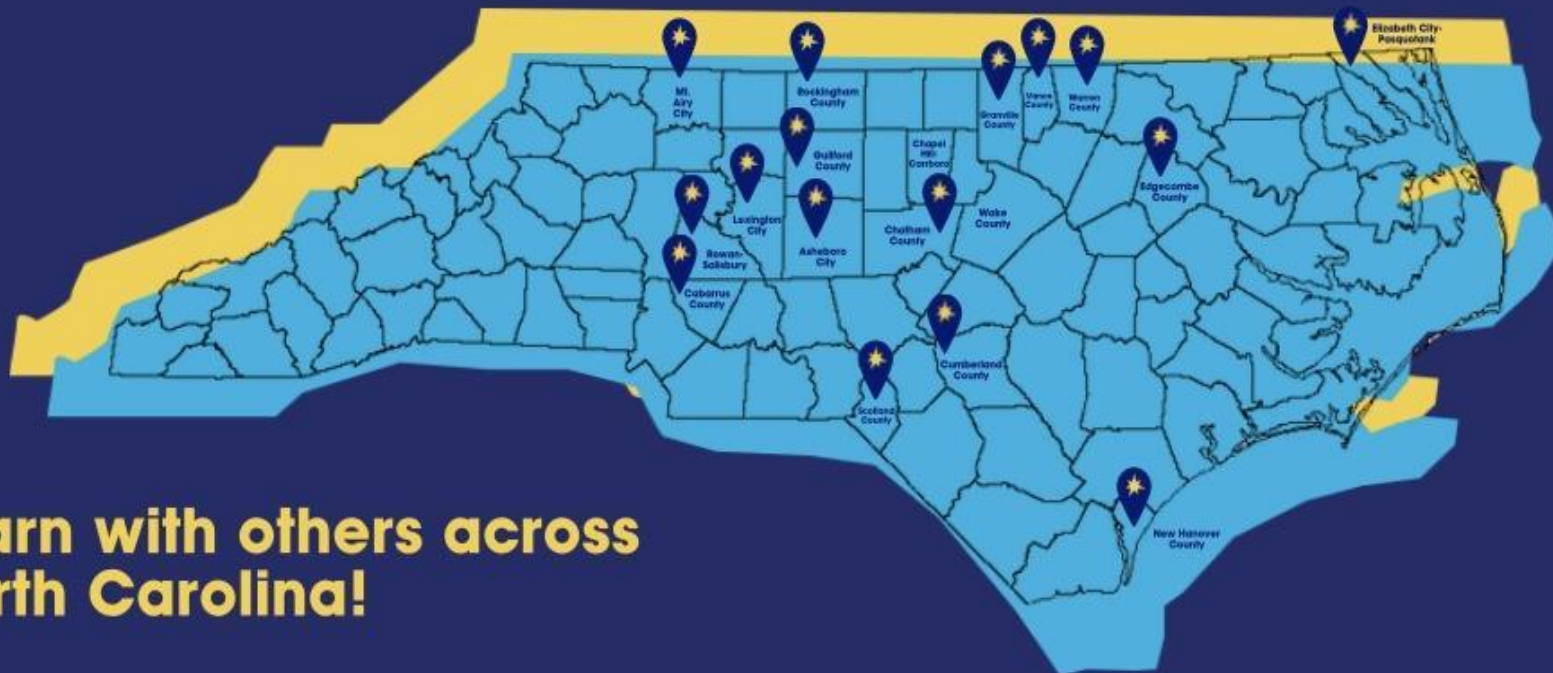 Elizabeth City-
Pasquotank
Mt.
Airy
City
Rockingham
County
Granville
County
Vance
County
Warren
County
Guilford
County
Chapel
Hill-
Carrboro
Edgecombe
County
Lexington
City
Asheboro
City
Chatham
County
Wake
County
Rowan-
Salisbury
Cabarrus
County
Cumberland
County
Scotland
County
New Hanover
County
arn with others across
rth Carolina!